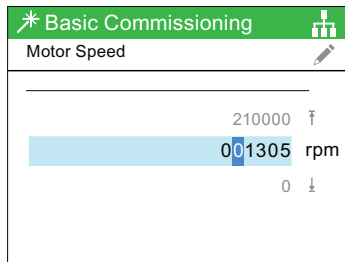 Basic Commissioning
Motor Speed
210000
001305 rpm
0